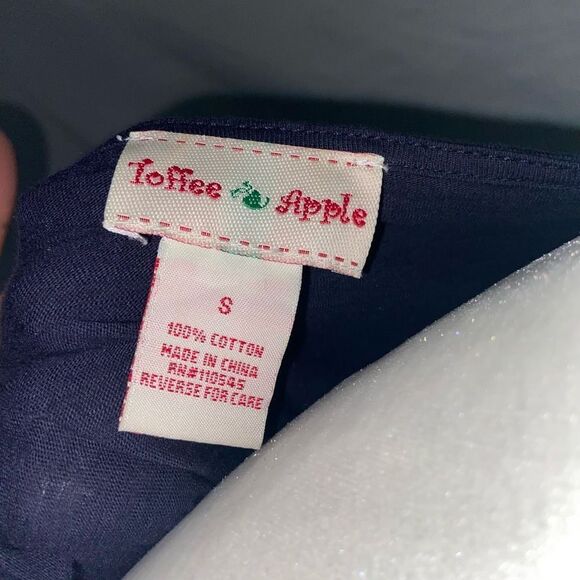 Toffee Apple
S
100% COTTON
MADE IN CHINA
RN#110545
REVERSE FOR CARE